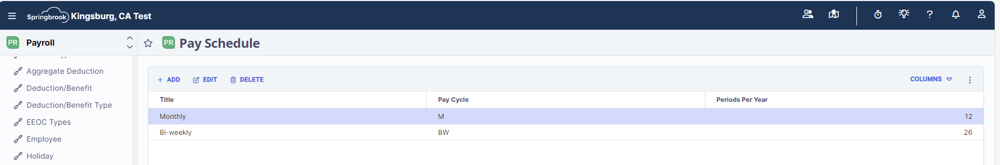 Springbrook Kingsburg, CA Test
?
PR Payroll
PR Pay Schedule
Aggregate Deduction
Deduction/Benefit
Deduction/Benefit Type
EEOC Types
Employee
Holiday
+ ADD EDIT DELETE COLUMNS
Title Pay Cycle Periods Per Year
Monthly M 12
Bi-weekly BW 26